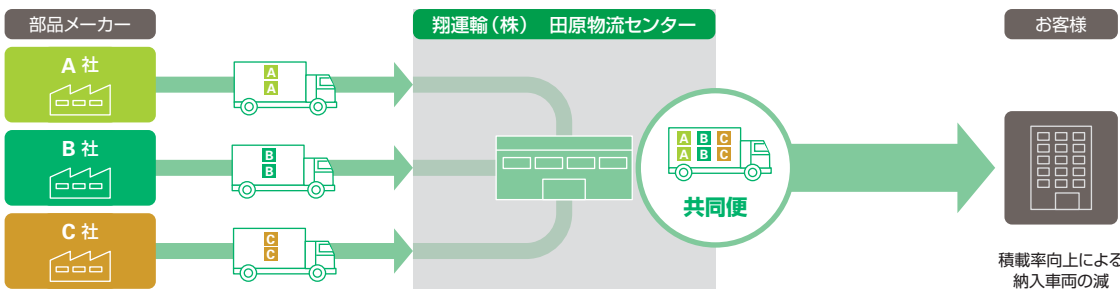 部品メーカー
翔運輸(株) 田原物流センター
お客様
A 社
A
A
B 社
B
B
C 社
C
C
A B C
A B C
共同便
積載率向上による
納入車両の減